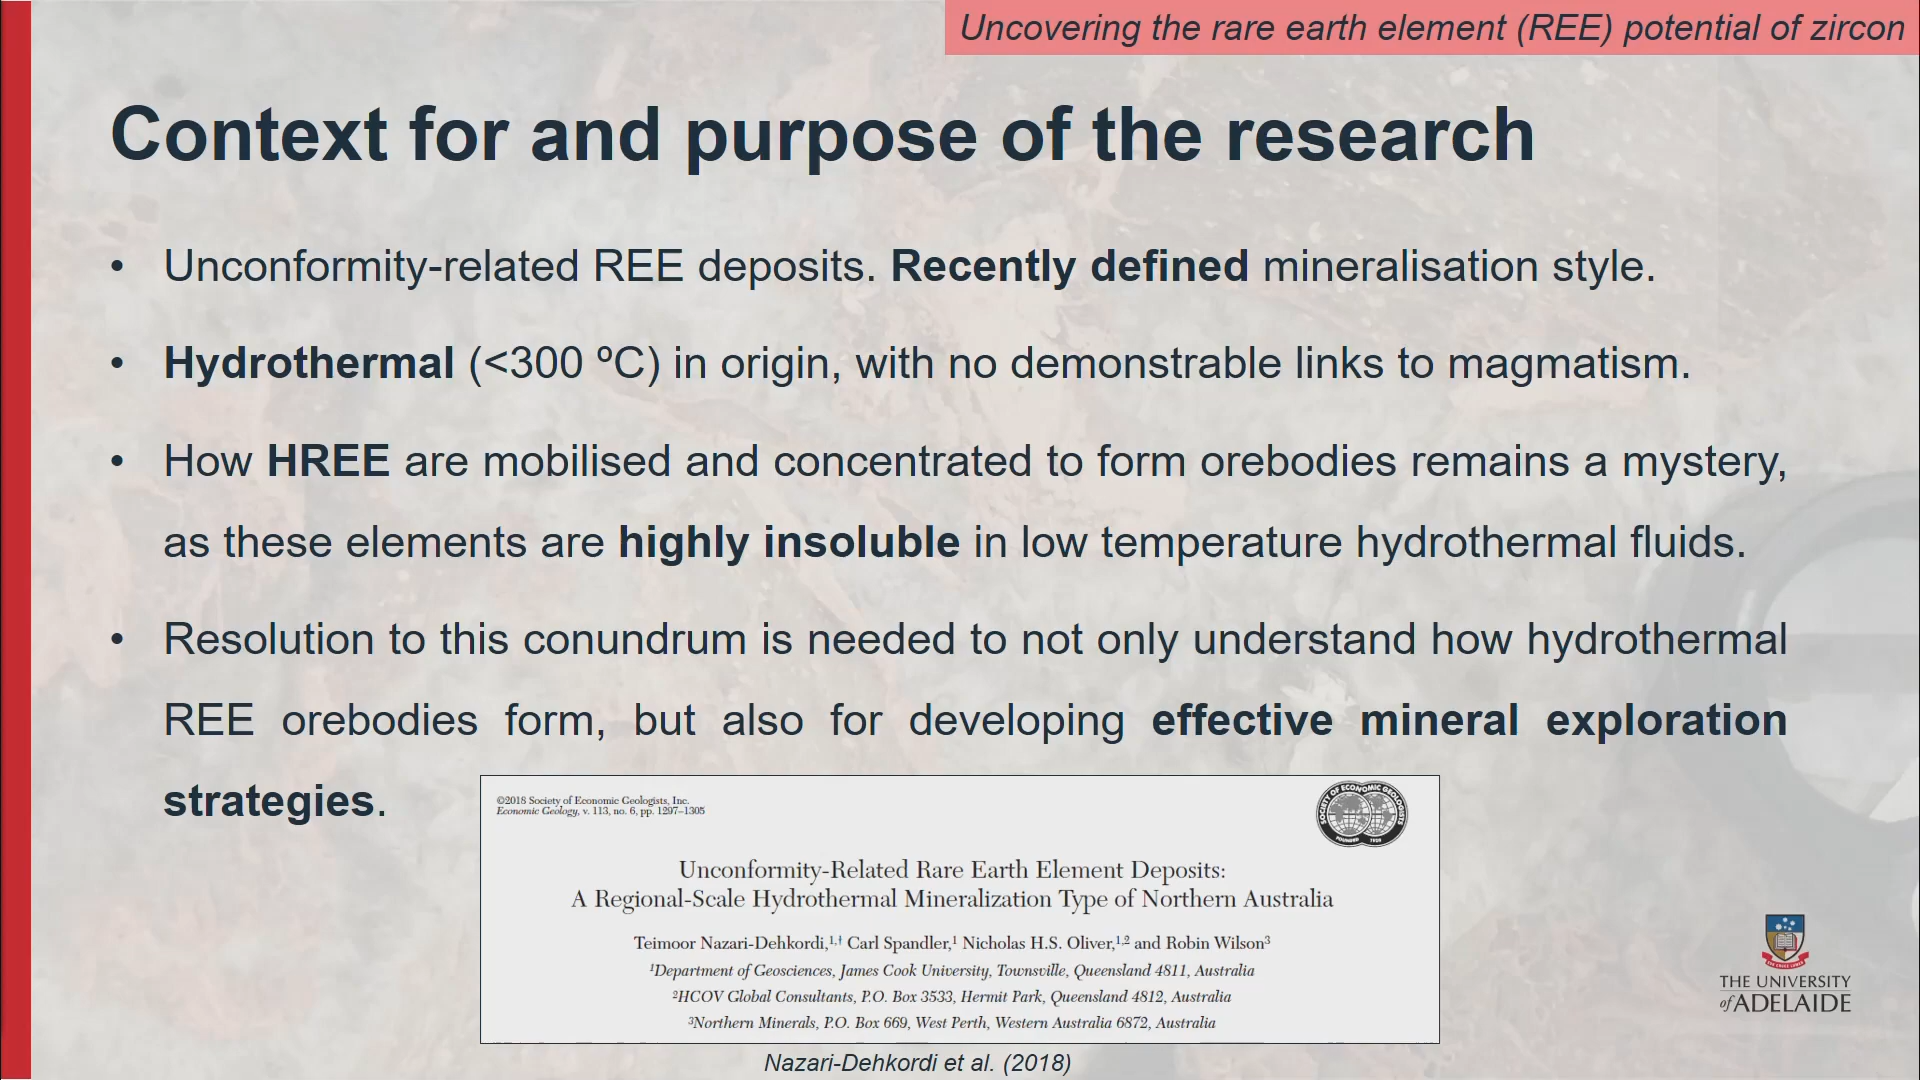 Uncovering the rare earth element (REE) potential of zircon
Context for and purpose of the research
• Unconformity-related REE deposits. Recently defined mineralisation style.
• Hydrothermal (<300 ºC) in origin, with no demonstrable links to magmatism.
• How HREE are mobilised and concentrated to form orebodies remains a mystery,
as these elements are highly insoluble in low temperature hydrothermal fluids.
• Resolution to this conundrum is needed to not only understand how hydrothermal
REE orebodies form, but also for developing effective mineral exploration
strategies.
©2018 Society of Economic Geologists, Inc.
Economic Geology, v. 113, no. 6, pp. 1297–1305
SOCIETY OF ECONOMIC GEOLOGISTS
Unconformity-Related Rare Earth Element Deposits:
A Regional-Scale Hydrothermal Mineralization Type of Northern Australia
Teimoor Nazari-Dehkordi,¹,† Carl Spandler,¹ Nicholas H.S. Oliver,¹,² and Robin Wilson³
¹Department of Geosciences, James Cook University, Townsville, Queensland 4811, Australia
²HCOV Global Consultants, P.O. Box 3533, Hermit Park, Queensland 4812, Australia
³Northern Minerals, P.O. Box 669, West Perth, Western Australia 6872, Australia
Nazari-Dehkordi et al. (2018)
THE UNIVERSITY
of ADELAIDE